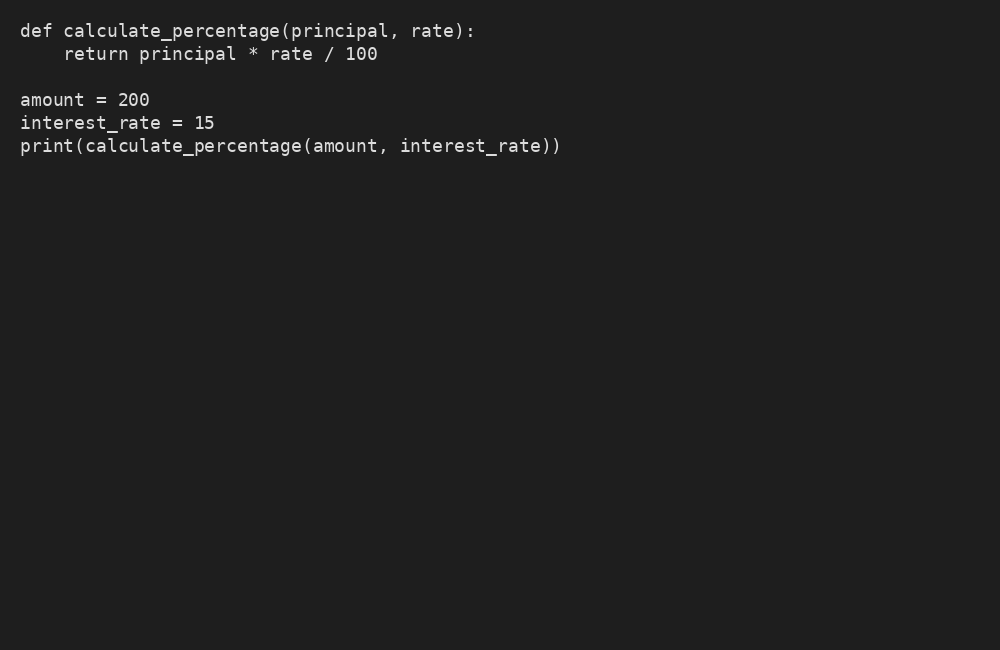 def calculate_percentage(principal, rate):
    return principal * rate / 100

amount = 200
interest_rate = 15
print(calculate_percentage(amount, interest_rate))